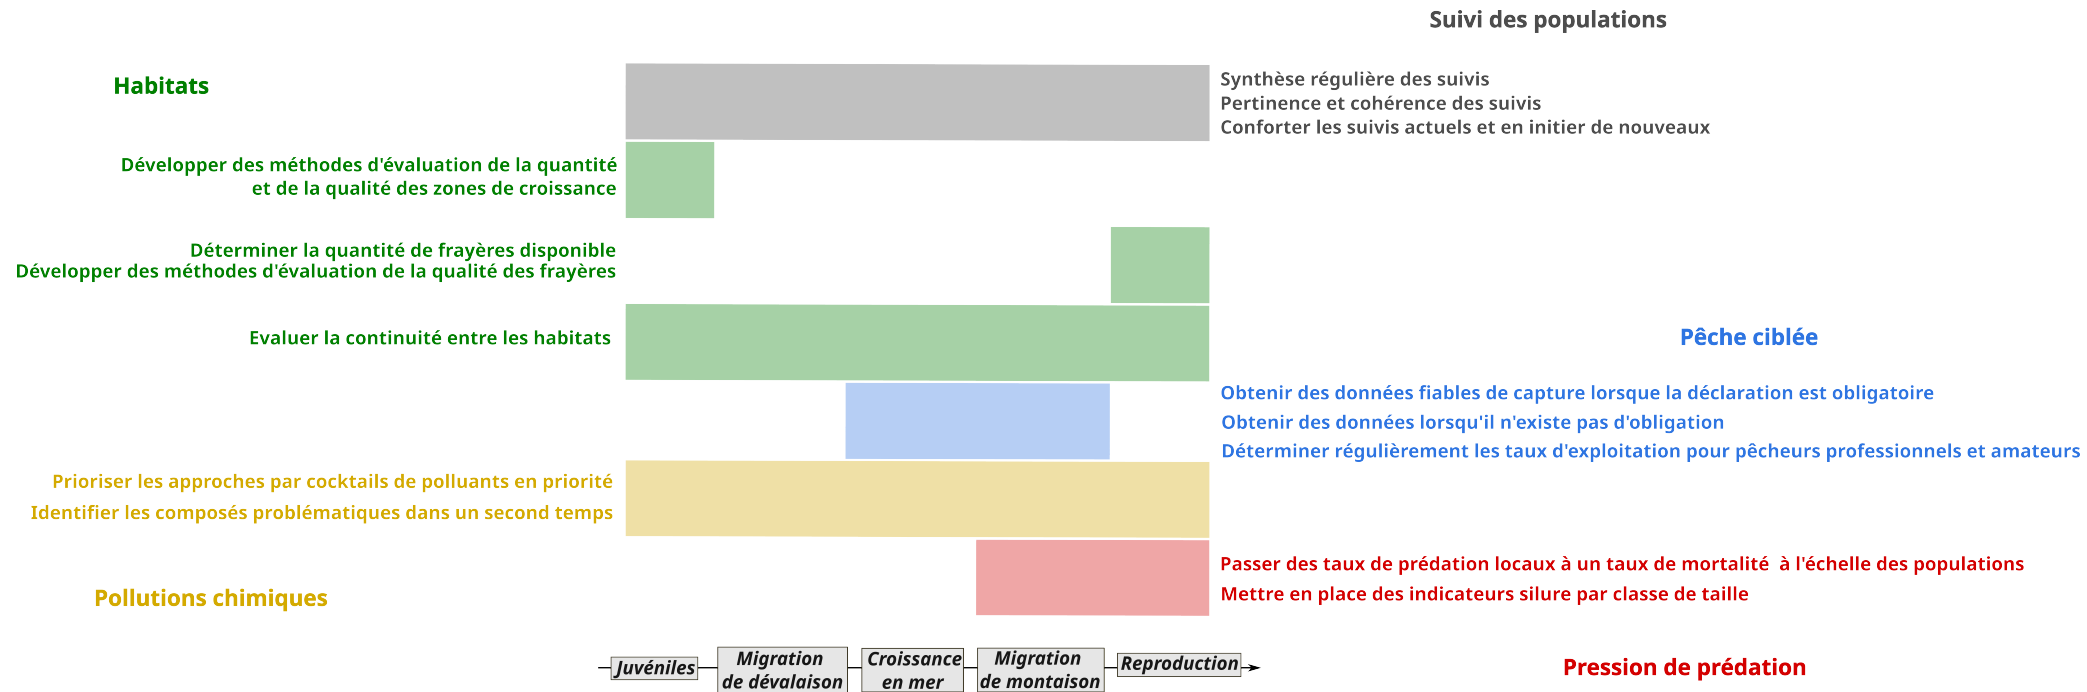 Suivi des populations
Habitats
Synthèse régulière des suivis
Pertinence et cohérence des suivis
Conforter les suivis actuels et en initier de nouveaux
Développer des méthodes d'évaluation de la quantité
et de la qualité des zones de croissance
Déterminer la quantité de frayères disponible
Développer des méthodes d'évaluation de la qualité des frayères
Evaluer la continuité entre les habitats
Pêche ciblée
Obtenir des données fiables de capture lorsque la déclaration est obligatoire
Obtenir des données lorsqu'il n'existe pas d'obligation
Déterminer régulièrement les taux d'exploitation pour pêcheurs professionnels et amateurs
Prioriser les approches par cocktails de polluants en priorité
Identifier les composés problématiques dans un second temps
Passer des taux de prédation locaux à un taux de mortalité  à l'échelle des populations
Mettre en place des indicateurs silure par classe de taille
Pollutions chimiques
Juvéniles
Migration
de dévalaison
Croissance
en mer
Migration
de montaison
Reproduction
Pression de prédation